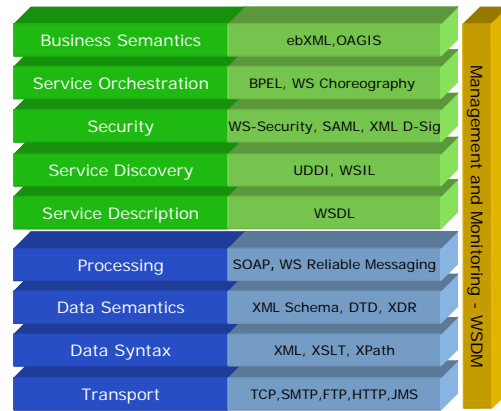 Business Semantics ebXML,OAGIS
Service Orchestration BPEL, WS Choreography
Security WS-Security, SAML, XML D-Sig
Service Discovery UDDI, WSIL
Service Description WSDL
Processing SOAP, WS Reliable Messaging
Data Semantics XML Schema, DTD, XDR
Data Syntax XML, XSLT, XPath
Transport TCP,SMTP,FTP,HTTP,JMS
Management and Monitoring - WSDM